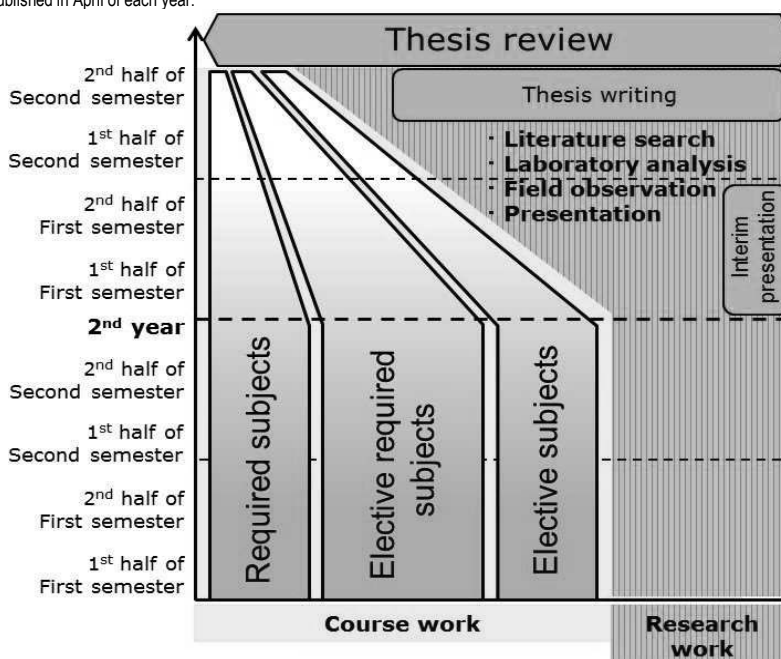 ublished in April of each year.
Thesis review
2nd half of
Second semester
Thesis writing
1st half of
Second semester
· Literature search
· Laboratory analysis
· Field observation
· Presentation
2nd half of
First semester
Interim
presentation
1st half of
First semester
2nd year
2nd half of
Second semester
1st half of
Second semester
2nd half of
First semester
1st half of
First semester
Required subjects
Elective required
subjects
Elective subjects
Course work
Research
work